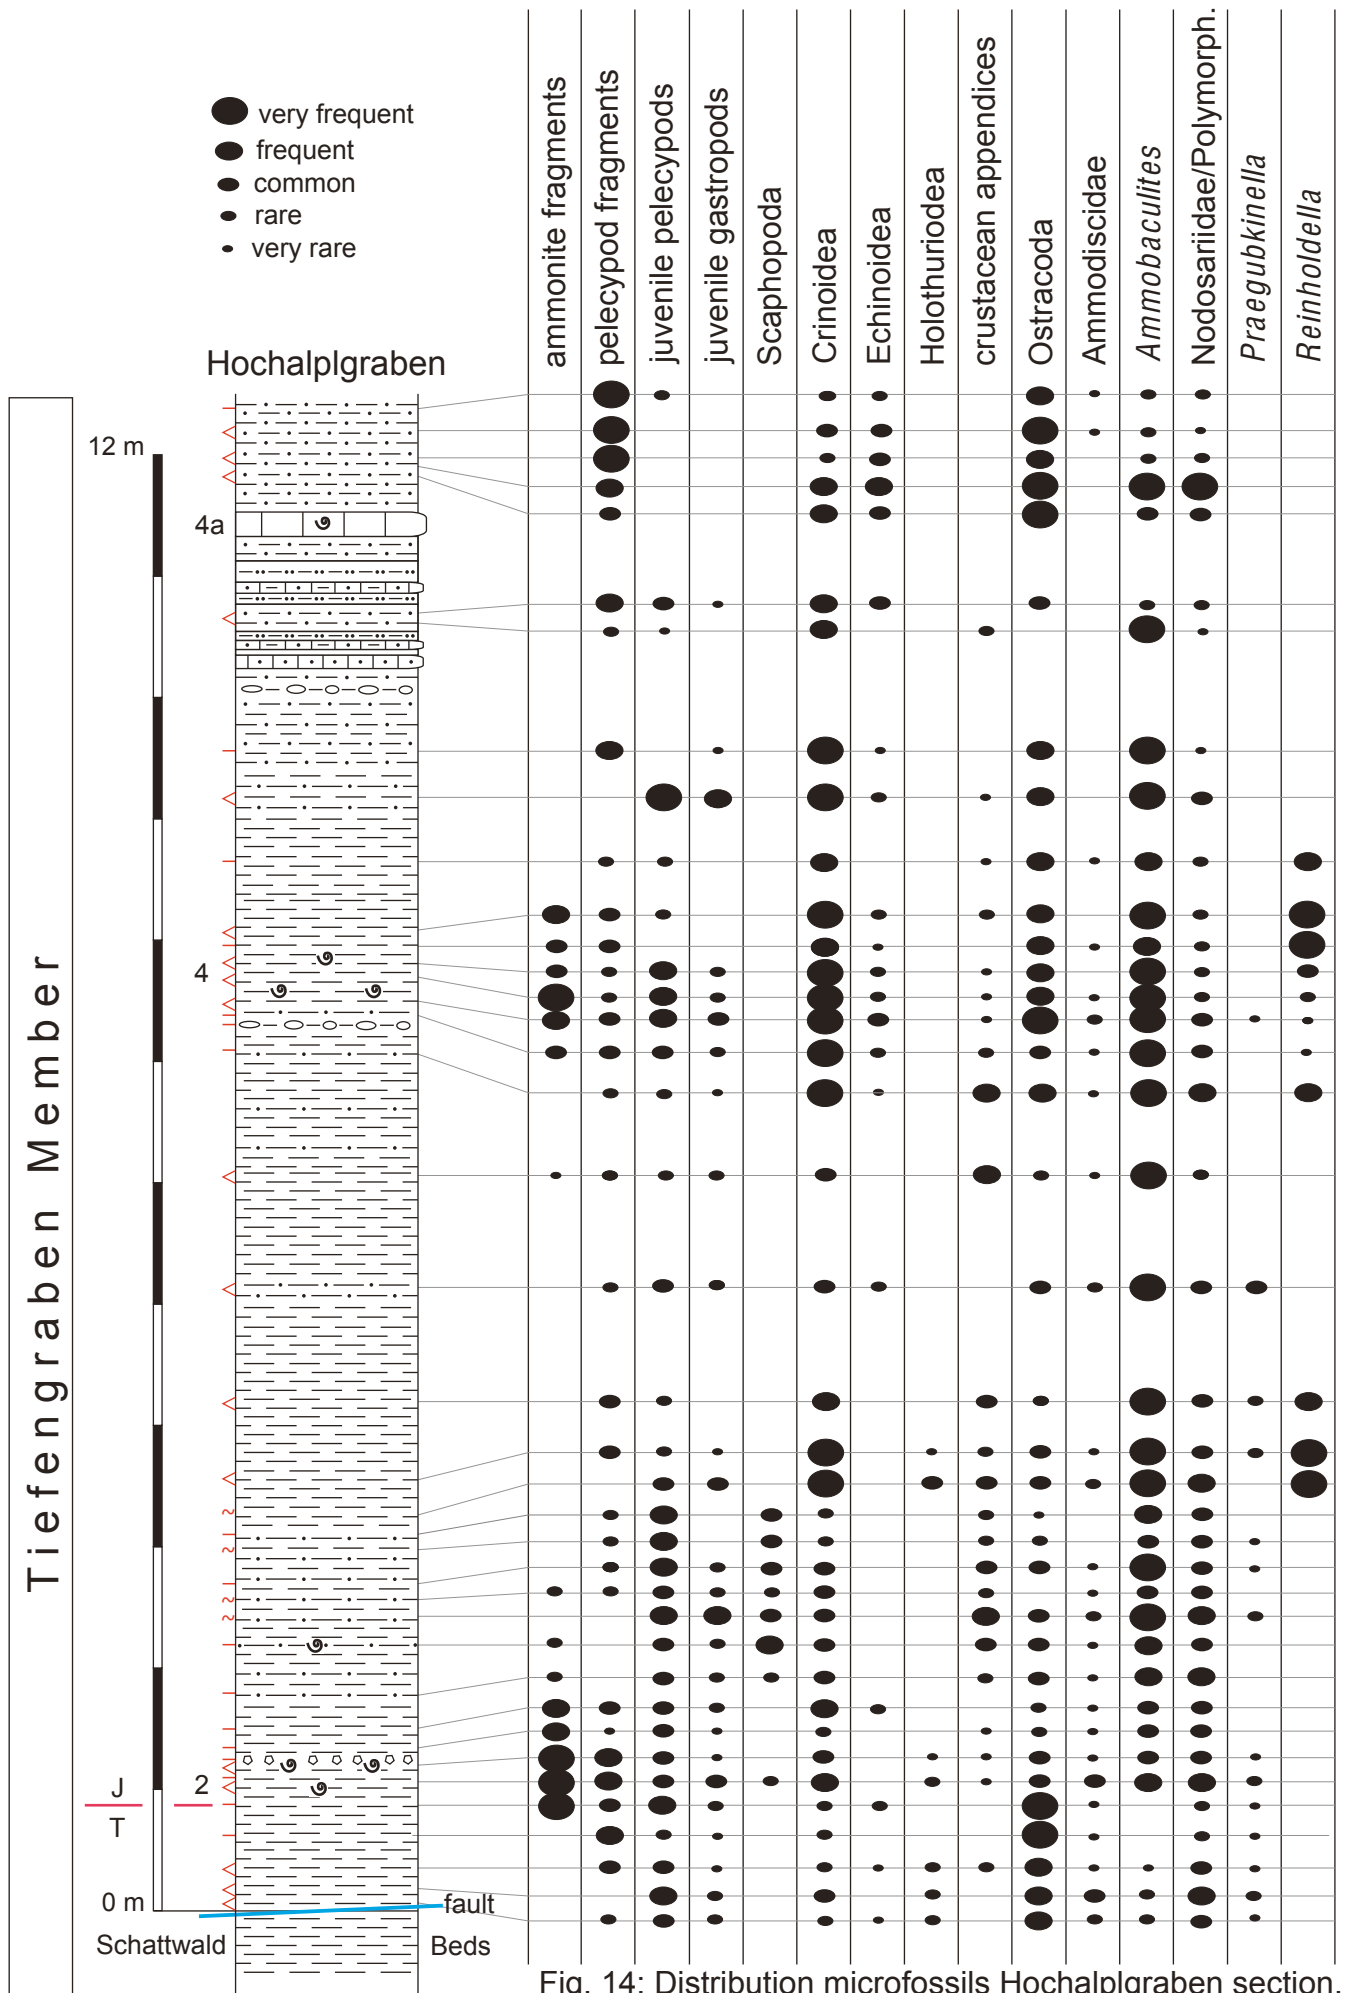 very frequent
frequent
common
rare
very rare
ammonite fragments
pelecypod fragments
juvenile pelecypods
juvenile gastropods
Scaphopoda
Crinoidea
Echinoidea
Holothuriodea
crustacean appendices
Ostracoda
Ammodiscidae
Ammobaculites
Nodosariidae/Polymorph.
Praegubkinella
Reinholdella
Hochalplgraben
12 m
4a
4
Tiefengraben Member
2
J
T
0 m
fault
Schattwald Beds
Fig. 14: Distribution microfossils Hochalplgraben section.